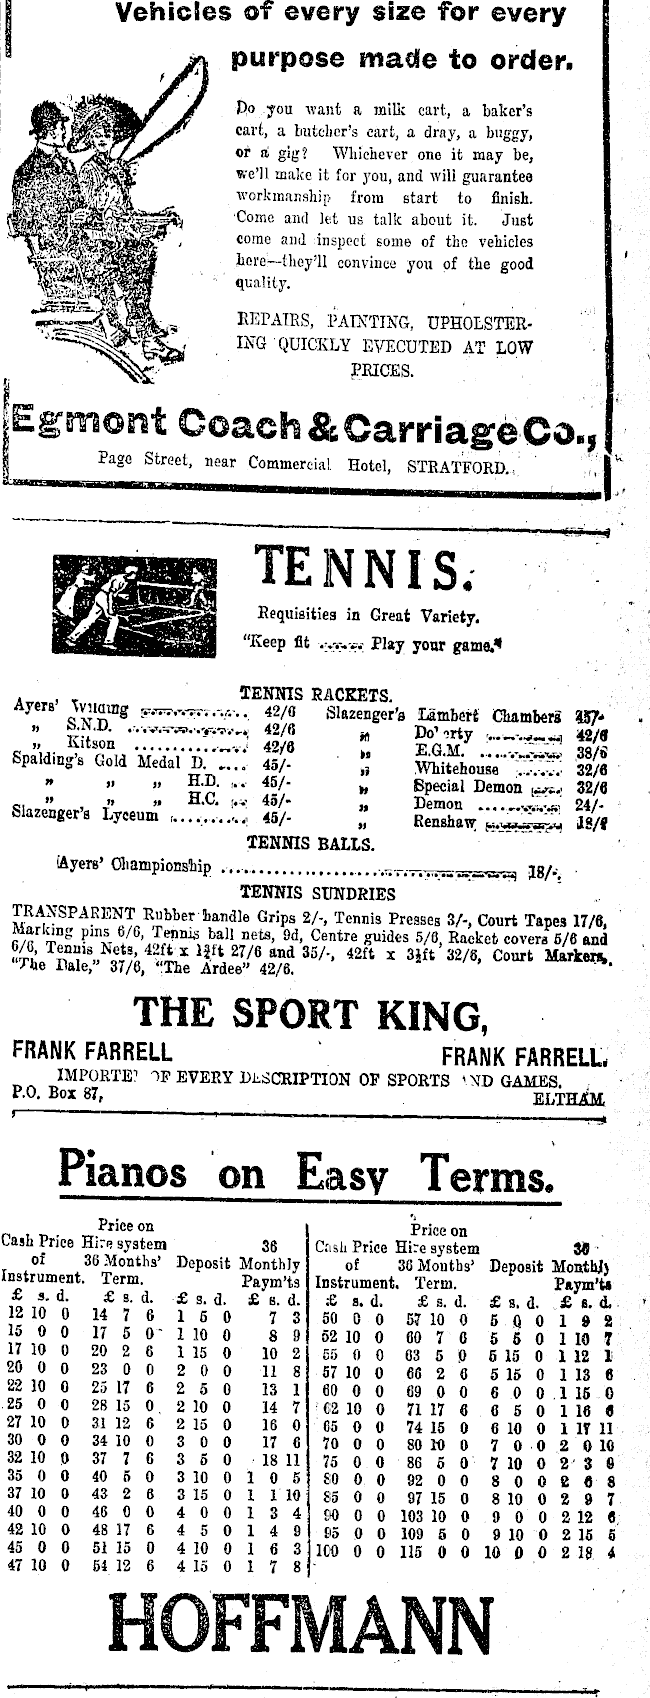 Vehicles of every size for every
purpose made to order.
Do you want a milk cart, a baker's
cart, a butcher's cart, a dray, a buggy,
or a gig? Whichever one it may be,
we'll make it for you, and will guarantee
workmanship from start to finish.
Come and let us talk about it. Just
come and inspect some of the vehicles
here—they'll convince you of the good
quality.
REPAIRS, PAINTING, UPHOLSTER-
ING QUICKLY EVECUTED AT LOW
PRICES.
Egmont Coach & Carriage Co.,
Page Street, near Commercial Hotel, STRATFORD.
TENNIS.
Requisities in Great Variety.
"Keep fit ........ Play your game."
TENNIS RACKETS.
Ayers' Wilding .............. 42/6
„ S.N.D. .............. 42/6
„ Kitson .............. 42/6
Spalding's Gold Medal D. .... 45/-
„ „ „ H.D. ... 45/-
„ „ „ H.C. ... 45/-
Slazenger's Lyceum .......... 45/-
Slazenger's Lambert Chambers
„ Doherty .......... 42/6
„ E.G.M. .......... 38/6
„ Whitehouse ....... 32/6
„ Special Demon .... 32/6
„ Demon .......... 24/-
„ Renshaw .......... 18/6
TENNIS BALLS.
Ayers' Championship .................................. 18/-.
TENNIS SUNDRIES
TRANSPARENT Rubber handle Grips 2/-, Tennis Presses 3/-, Court Tapes 17/6,
Marking pins 6/6, Tennis ball nets, 9d, Centre guides 5/6, Racket covers 5/6 and
6/6, Tennis Nets, 42ft x 1¾ft 27/6 and 35/-, 42ft x 3½ft 32/6, Court Markers,
"The Dale," 37/6, "The Ardee" 42/6.
THE SPORT KING,
FRANK FARRELL FRANK FARRELL.
IMPORTER OF EVERY DESCRIPTION OF SPORTS AND GAMES.
P.O. Box 87, ELTHAM
Pianos on Easy Terms.
Price on
Cash Price Hire system 36
of 36 Months' Deposit Monthly
Instrument. Term. Paym'ts
£ s. d. £ s. d. £ s. d. £ s. d.
12 10 0 14 7 6 1 5 0 7 3
15 0 0 17 5 0 1 10 0 8 9
17 10 0 20 2 6 1 15 0 10 2
20 0 0 23 0 0 2 0 0 11 8
22 10 0 25 17 6 2 5 0 13 1
25 0 0 28 15 0 2 10 0 14 7
27 10 0 31 12 6 2 15 0 16 0
30 0 0 34 10 0 3 0 0 17 6
32 10 0 37 7 6 3 5 0 18 11
35 0 0 40 5 0 3 10 0 1 0 5
37 10 0 43 2 6 3 15 0 1 1 10
40 0 0 46 0 0 4 0 0 1 3 4
42 10 0 48 17 6 4 5 0 1 4 9
45 0 0 51 15 0 4 10 0 1 6 3
47 10 0 54 12 6 4 15 0 1 7 8
Price on
Cash Price Hire system 36
of 36 Months' Deposit Monthly
Instrument. Term. Paym'ts
£ s. d. £ s. d. £ s. d. £ s. d.
50 0 0 57 10 0 5 0 0 1 9 2
52 10 0 60 7 6 5 5 0 1 10 7
55 0 0 63 5 0 5 15 0 1 12 1
57 10 0 66 2 6 5 15 0 1 13 6
60 0 0 69 0 0 6 0 0 1 15 0
62 10 0 71 17 6 6 5 0 1 16 6
65 0 0 74 15 0 6 10 0 1 17 11
70 0 0 80 10 0 7 0 0 2 0 10
75 0 0 86 5 0 7 10 0 2 3 9
80 0 0 92 0 0 8 0 0 2 6 8
85 0 0 97 15 0 8 10 0 2 9 7
90 0 0 103 10 0 9 0 0 2 12 6
95 0 0 109 5 0 9 10 0 2 15 5
100 0 0 115 0 0 10 0 0 2 18 4
HOFFMANN